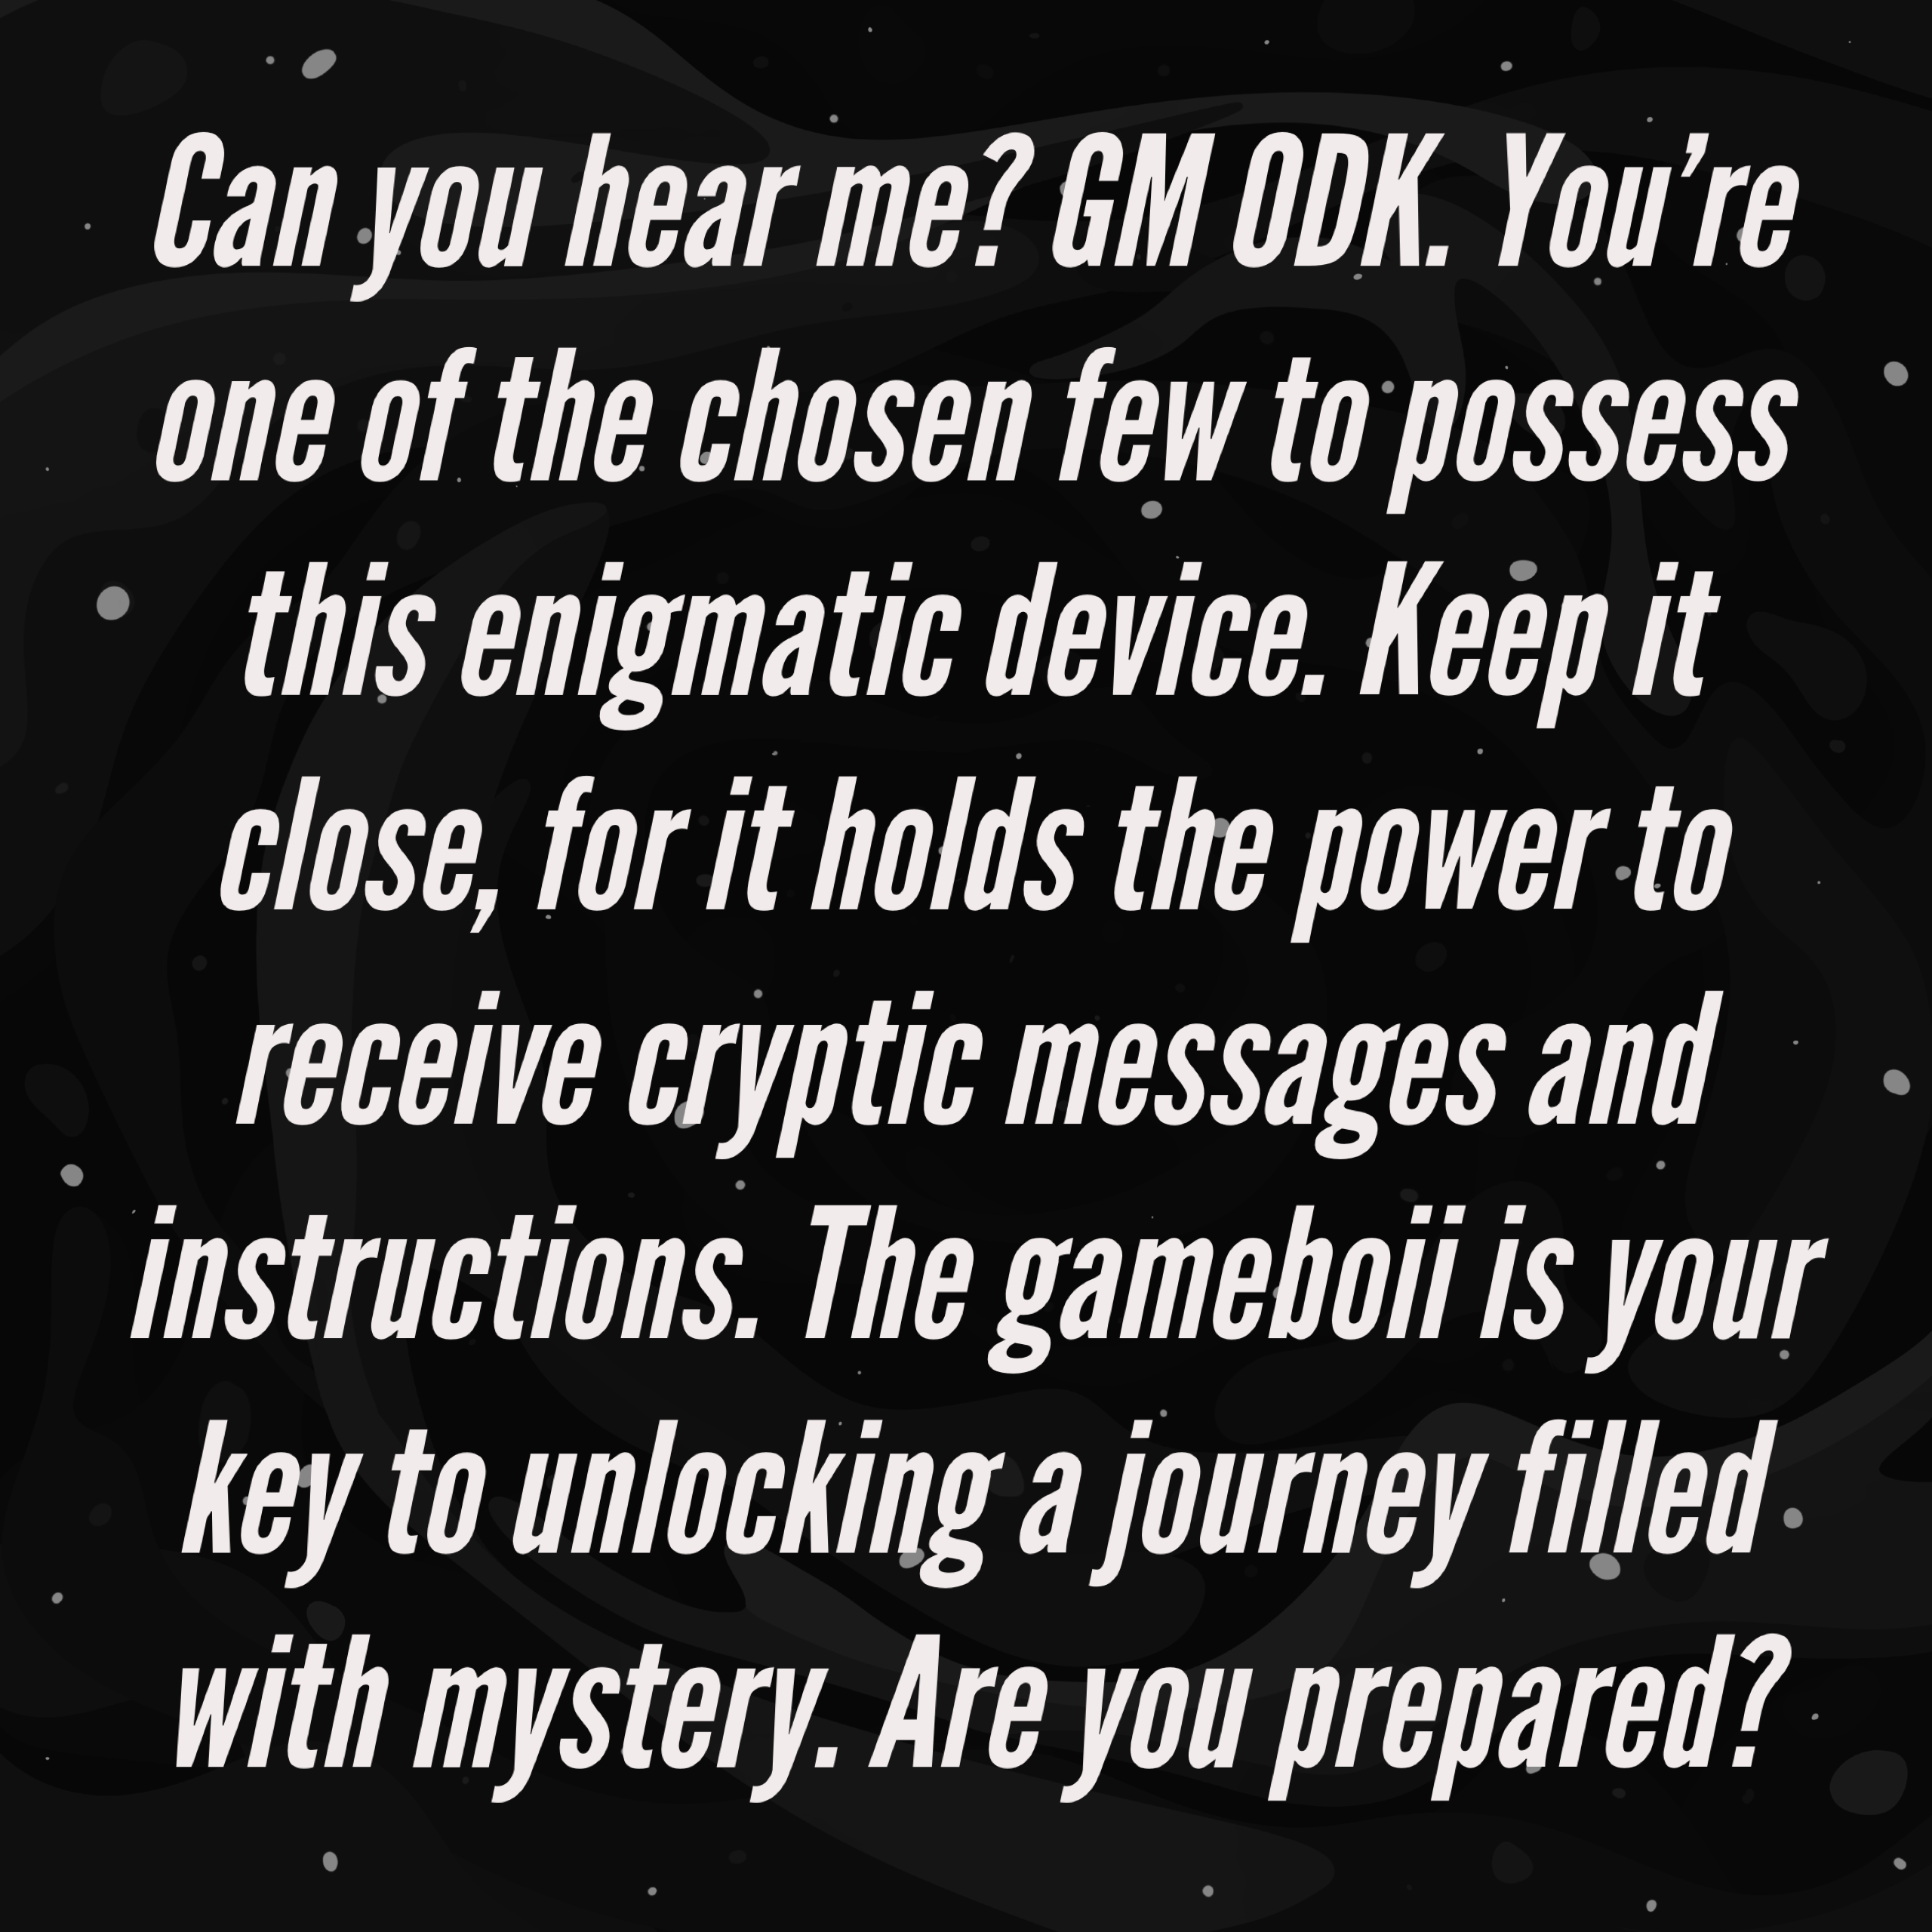 Can you hear me? GM ODK. You’re
one of the chosen few to possess
this enigmatic device. Keep it
close, for it holds the power to
receive cryptic messages and
instructions. The gameboii is your
key to unlocking a journey filled
with mystery. Are you prepared?